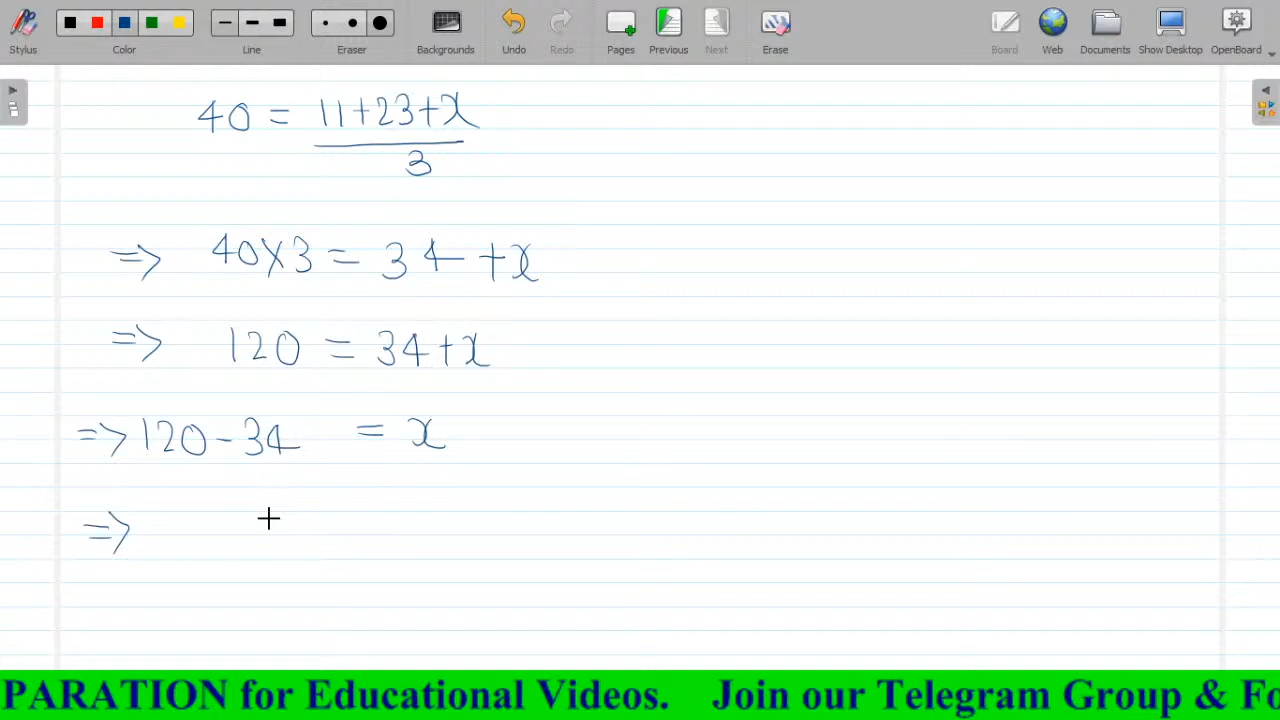 Stylus Color Line Eraser Backgrounds Undo Redo Pages Previous Next Erase Board Web Documents Show Desktop OpenBoard
40 = 11+23+x
3
=> 40×3 = 34 +x
=> 120 = 34+x
=> 120-34 = x
=>
PARATION for Educational Videos. Join our Telegram Group & Fo